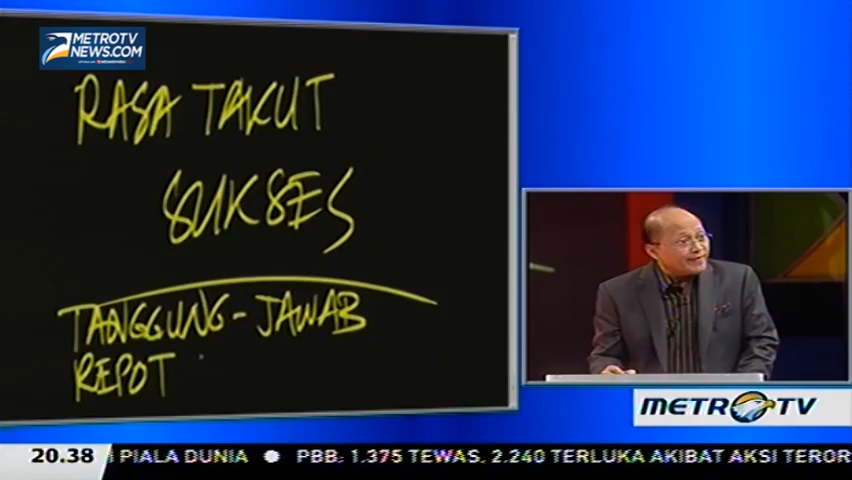 METROTV
NEWS.COM
RASA TAKUT
SUKSES
TANGGUNG-JAWAB
REPOT
METRO TV
20.38
I PIALA DUNIA ● PBB: 1.375 TEWAS, 2.240 TERLUKA AKIBAT AKSI TEROR